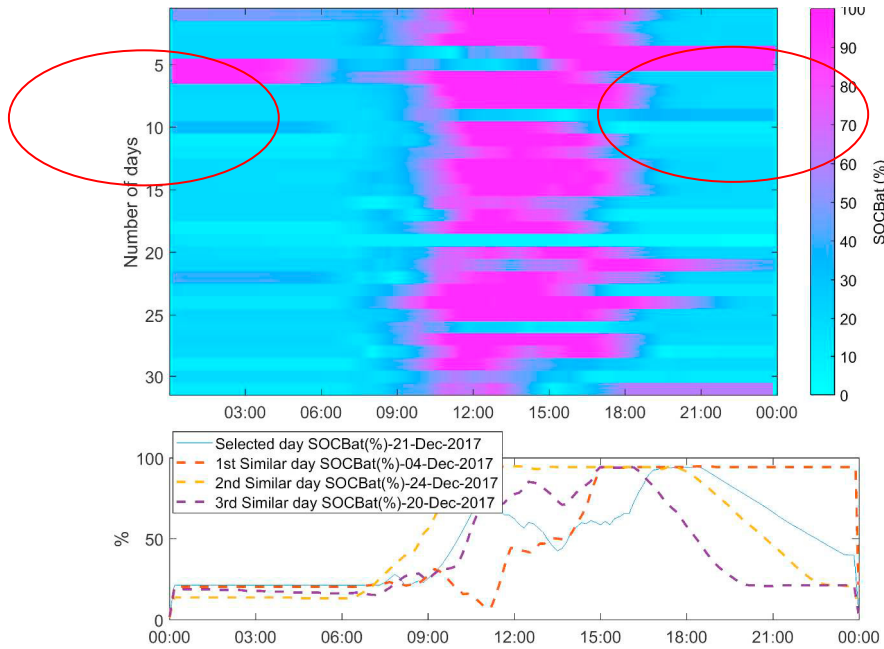 100
90
80
70
60
50
40
30
20
10
0
SOCBat (%)
Number of days
5
10
15
20
25
30
03:00 06:00 09:00 12:00 15:00 18:00 21:00 00:00
Selected day SOCBat(%)-21-Dec-2017
1st Similar day SOCBat(%)-04-Dec-2017
2nd Similar day SOCBat(%)-24-Dec-2017
3rd Similar day SOCBat(%)-20-Dec-2017
%
100
50
0
00:00 03:00 06:00 09:00 12:00 15:00 18:00 21:00 00:00